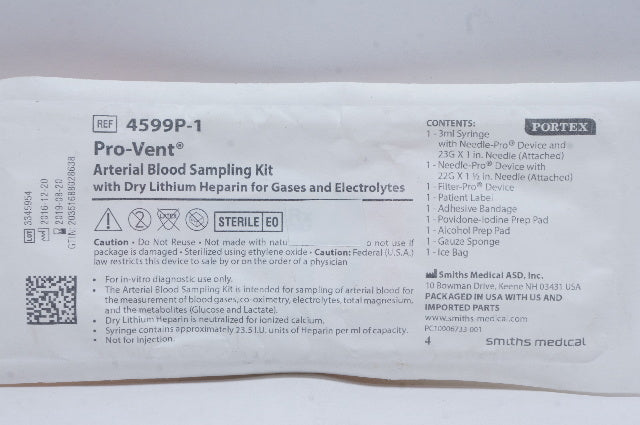 REF 4599P-1
Pro-Vent®
Arterial Blood Sampling Kit
with Dry Lithium Heparin for Gases and Electrolytes
LATEX
STERILE EO
Caution • Do Not Reuse • Not made with natu o not use if
package is damaged • Sterilized using ethylene oxide • Caution: Federal (U.S.A.)
law restricts this device to sale by or on the order of a physician
• For in-vitro diagnostic use only.
• The Arterial Blood Sampling Kit is intended for sampling of arterial blood for
the measurement of blood gases, co-oximetry, electrolytes, total magnesium,
and the metabolites (Glucose and Lactate).
• Dry Lithium Heparin is neutralized for ionized calcium.
• Syringe contains approximately 23.5 I.U. units of Heparin per ml of capacity.
• Not for Injection.
LOT 3345954
2016-12-20
2019-08-20
CONTENTS:
1 - 3ml Syringe
with Needle-Pro® Device and
23G X 1 in. Needle (Attached)
1 - Needle-Pro® Device with
22G X 1 ½ in. Needle (Attached)
1 - Filter-Pro® Device
1 - Patient Label
1 - Adhesive Bandage
1 - Povidone-Iodine Prep Pad
1 - Alcohol Prep Pad
1 - Gauze Sponge
1 - Ice Bag
PORTEX
Smiths Medical ASD, Inc.
10 Bowman Drive, Keene NH 03431 USA
PACKAGED IN USA WITH US AND
IMPORTED PARTS
www.smiths-medical.com
PC10006733-001
4 smiths medical